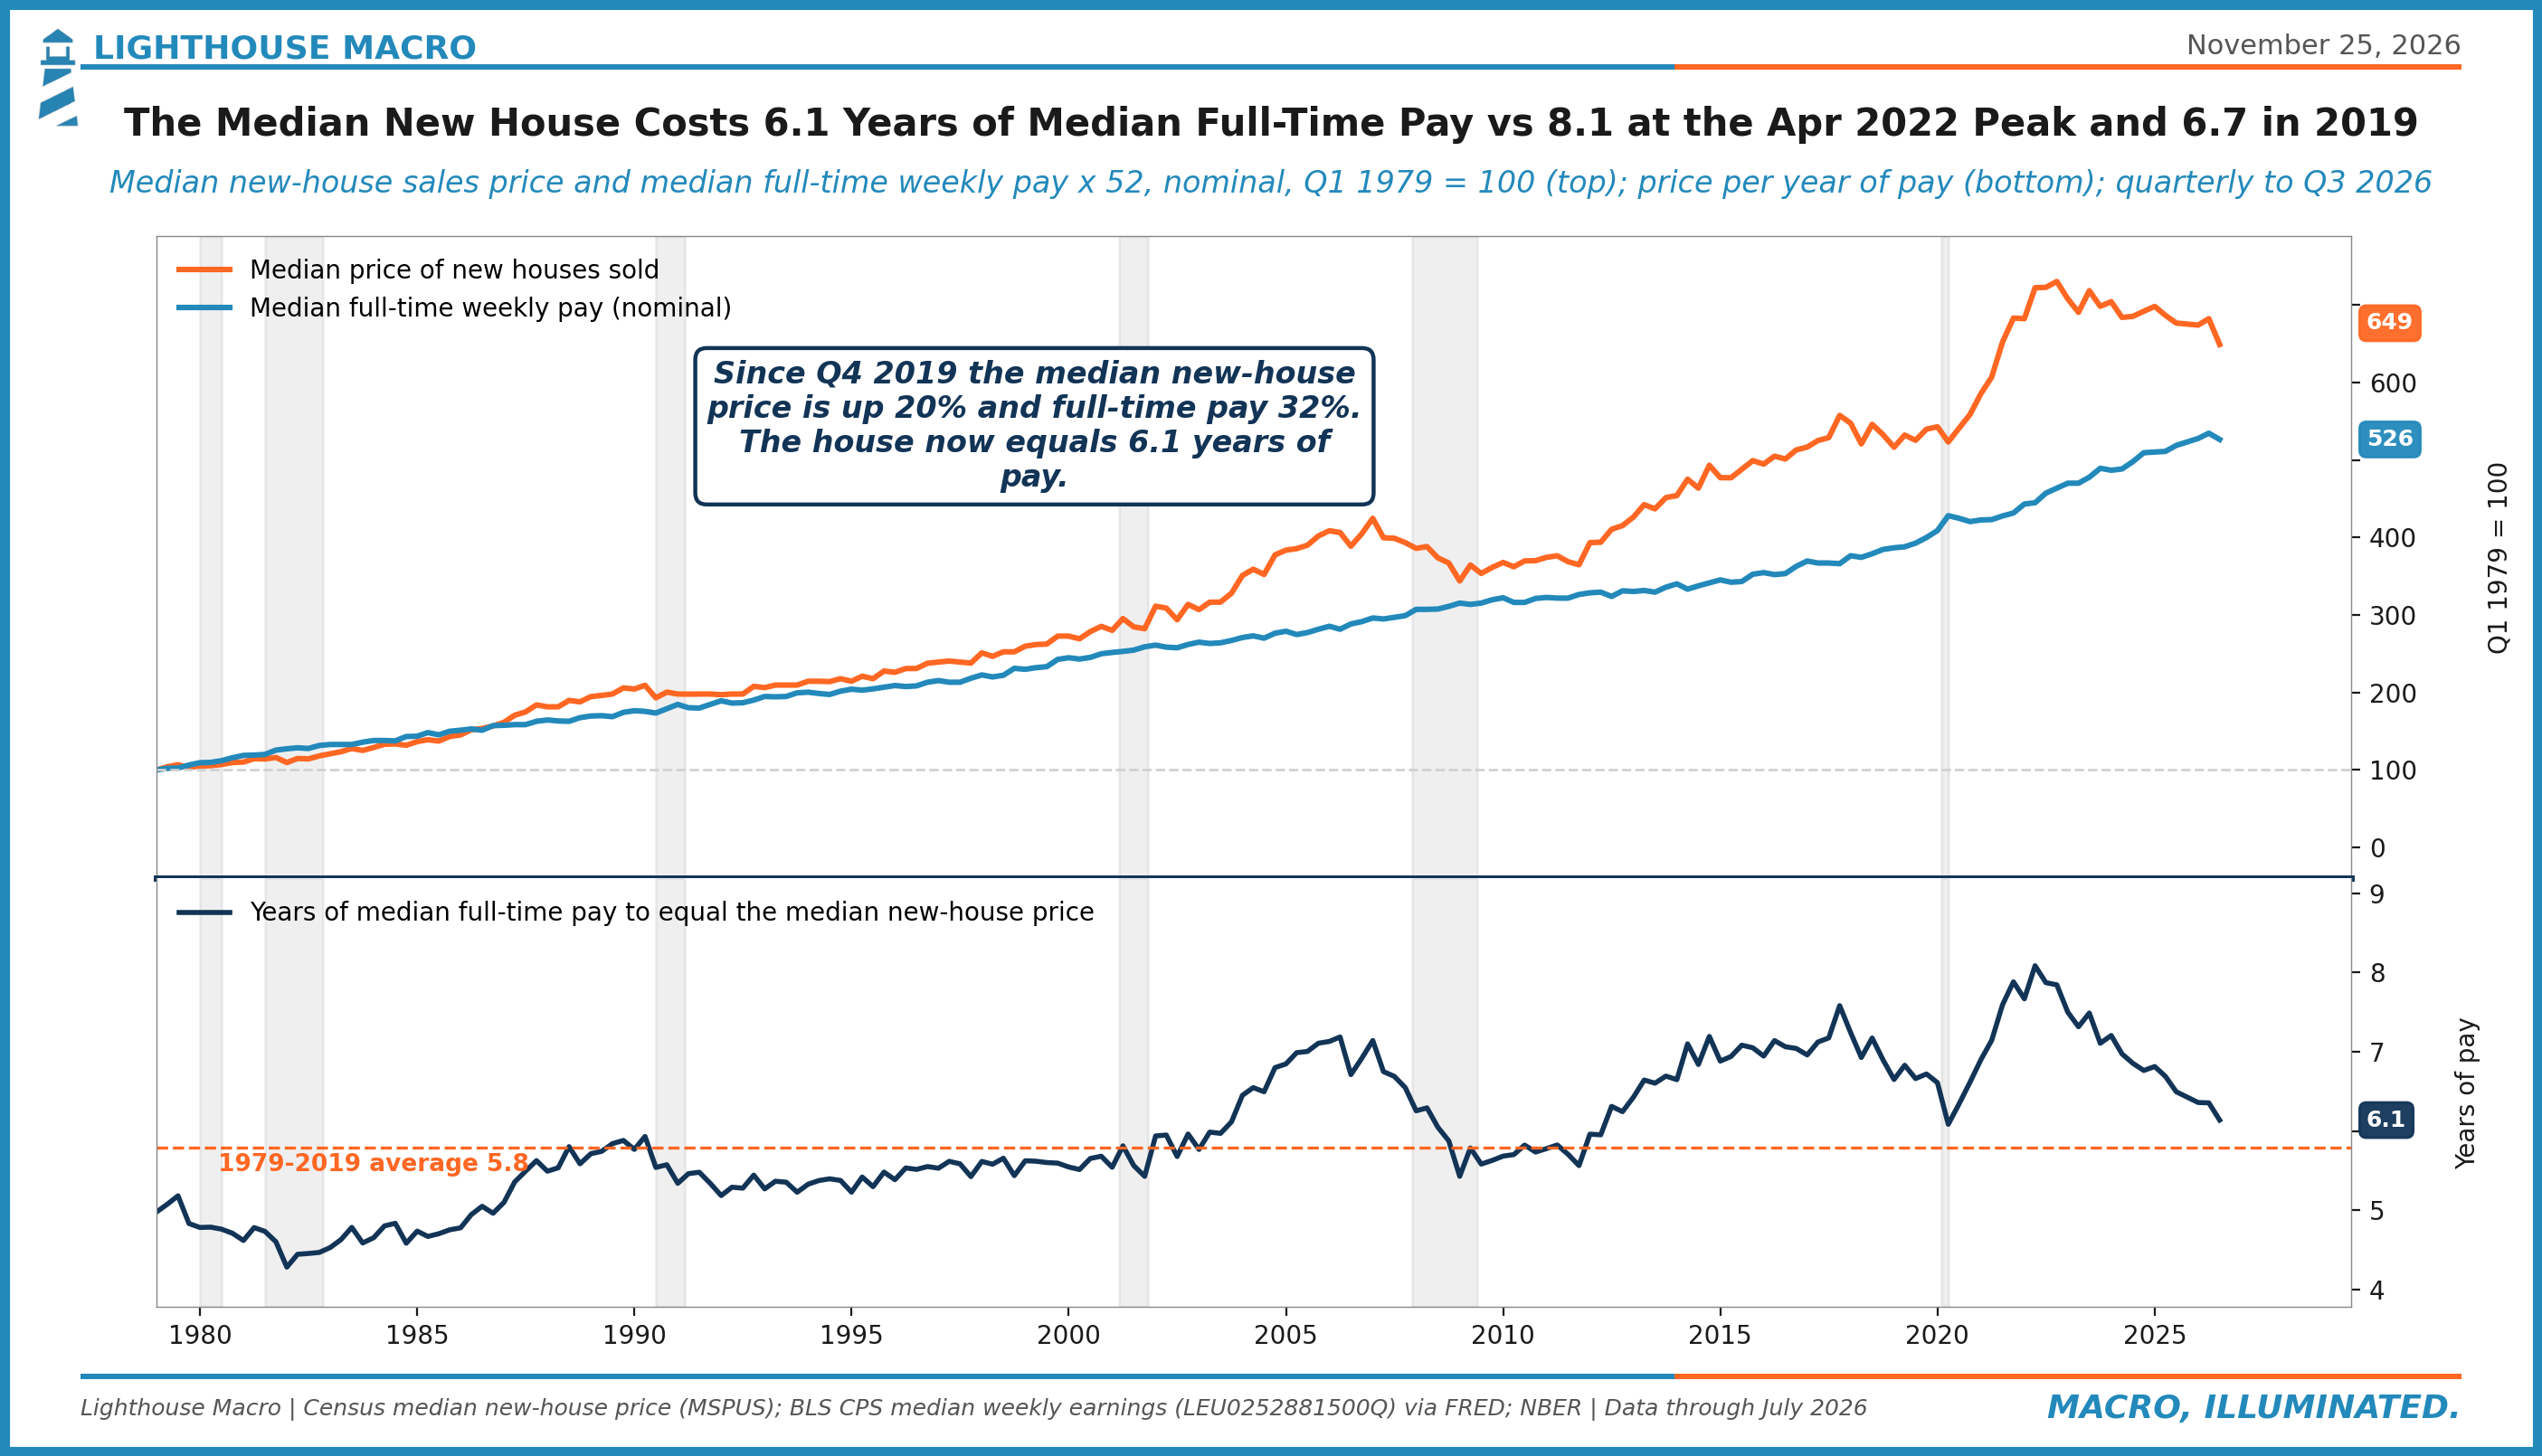 LIGHTHOUSE MACRO
November 25, 2026
The Median New House Costs 6.1 Years of Median Full-Time Pay vs 8.1 at the Apr 2022 Peak and 6.7 in 2019
Median new-house sales price and median full-time weekly pay x 52, nominal, Q1 1979 = 100 (top); price per year of pay (bottom); quarterly to Q3 2026
Median price of new houses sold
Median full-time weekly pay (nominal)
Since Q4 2019 the median new-house
price is up 20% and full-time pay 32%.
The house now equals 6.1 years of
pay.
649
600
526
400
300
200
100
0
Q1 1979 = 100
Years of median full-time pay to equal the median new-house price
1979-2019 average 5.8
9
8
7
6.1
5
4
Years of pay
1980
1985
1990
1995
2000
2005
2010
2015
2020
2025
Lighthouse Macro | Census median new-house price (MSPUS); BLS CPS median weekly earnings (LEU0252881500Q) via FRED; NBER | Data through July 2026
MACRO, ILLUMINATED.